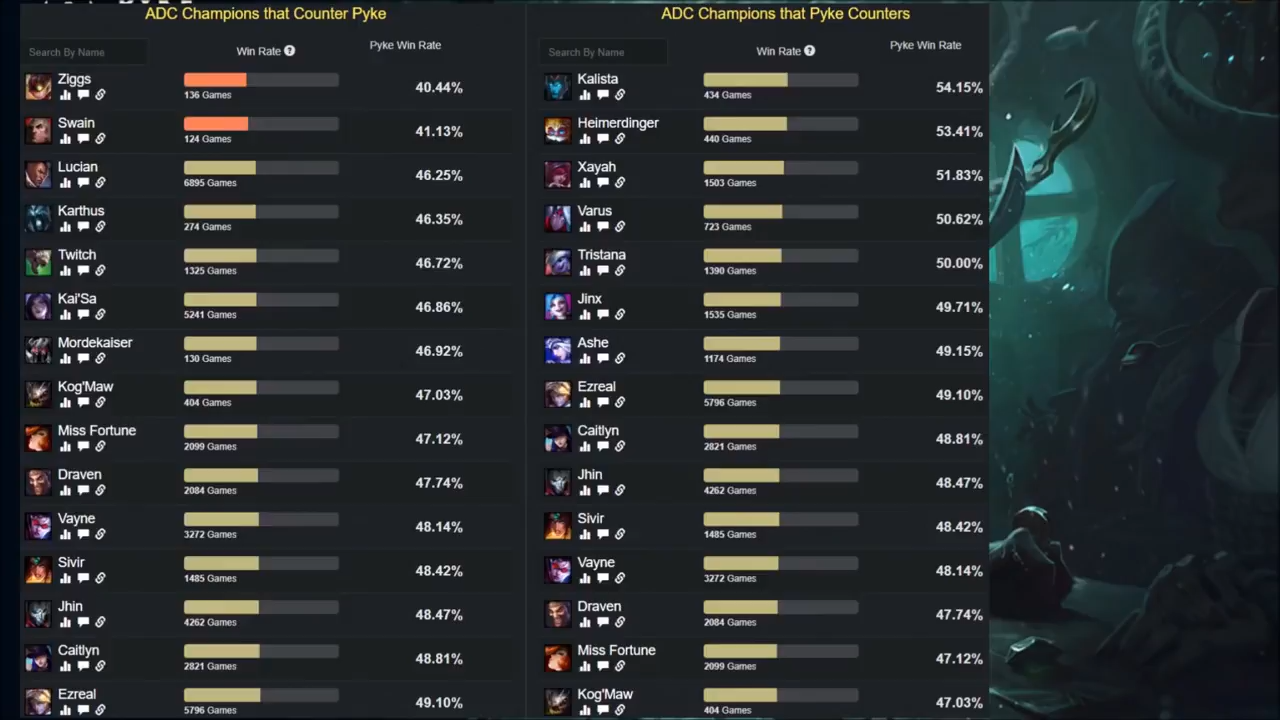 ADC Champions that Counter Pyke
Search By Name
Win Rate ?
Pyke Win Rate
Ziggs
136 Games
40.44%
Swain
124 Games
41.13%
Lucian
6895 Games
46.25%
Karthus
274 Games
46.35%
Twitch
1325 Games
46.72%
Kai'Sa
5241 Games
46.86%
Mordekaiser
130 Games
46.92%
Kog'Maw
404 Games
47.03%
Miss Fortune
2099 Games
47.12%
Draven
2084 Games
47.74%
Vayne
3272 Games
48.14%
Sivir
1485 Games
48.42%
Jhin
4262 Games
48.47%
Caitlyn
2821 Games
48.81%
Ezreal
5796 Games
49.10%
ADC Champions that Pyke Counters
Search By Name
Win Rate ?
Pyke Win Rate
Kalista
434 Games
54.15%
Heimerdinger
440 Games
53.41%
Xayah
1503 Games
51.83%
Varus
723 Games
50.62%
Tristana
1390 Games
50.00%
Jinx
1535 Games
49.71%
Ashe
1174 Games
49.15%
Ezreal
5796 Games
49.10%
Caitlyn
2821 Games
48.81%
Jhin
4262 Games
48.47%
Sivir
1485 Games
48.42%
Vayne
3272 Games
48.14%
Draven
2084 Games
47.74%
Miss Fortune
2099 Games
47.12%
Kog'Maw
404 Games
47.03%